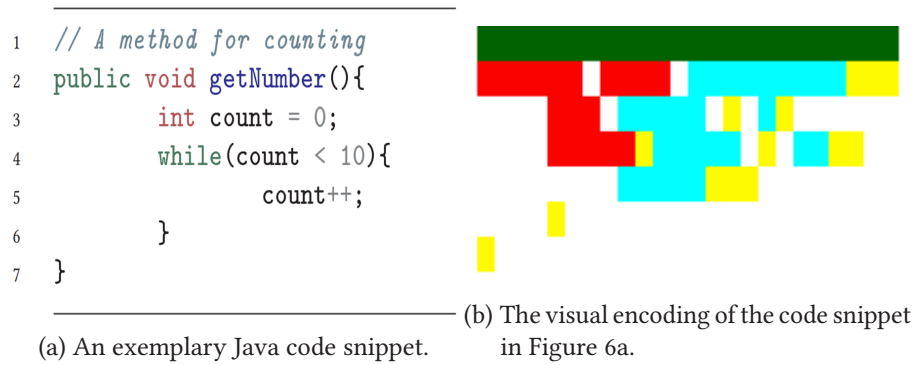 1 // A method for counting
2 public void getNumber(){
3 int count = 0;
4 while(count < 10){
5 count++;
6 }
7 }
(a) An exemplary Java code snippet.
(b) The visual encoding of the code snippet
in Figure 6a.